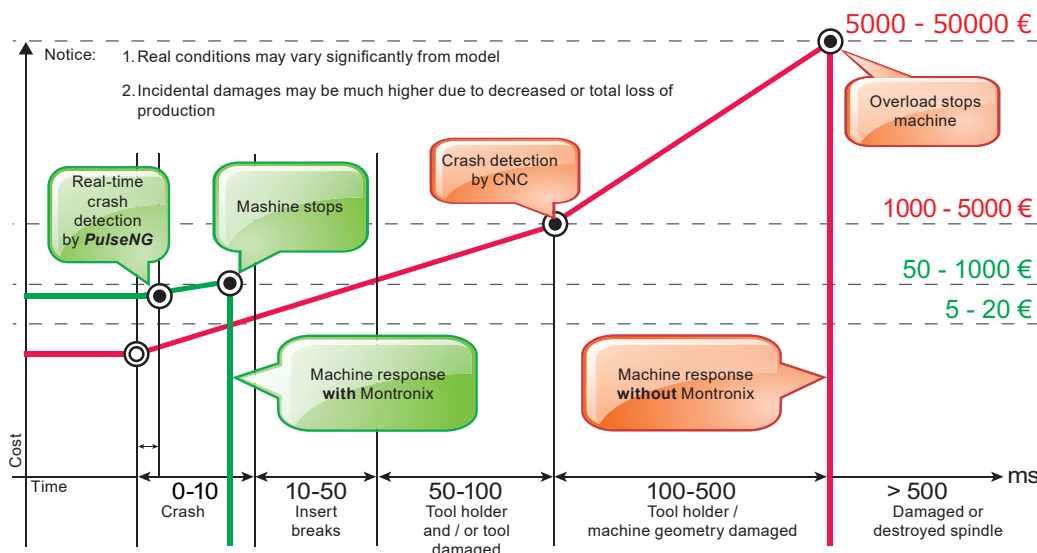 5000 - 50000 €
Notice:
1. Real conditions may vary significantly from model
2. Incidental damages may be much higher due to decreased or total loss of
production
Overload stops
machine
Crash detection
by CNC
Real-time
crash
detection
by PulseNG
Mashine stops
1000 - 5000 €
50 - 1000 €
5 - 20 €
Machine response
with Montronix
Machine response
without Montronix
Cost
Time
ms
0-10
Crash
10-50
Insert
breaks
50-100
Tool holder
and / or tool
damaged
100-500
Tool holder /
machine geometry damaged
> 500
Damaged or
destroyed spindle